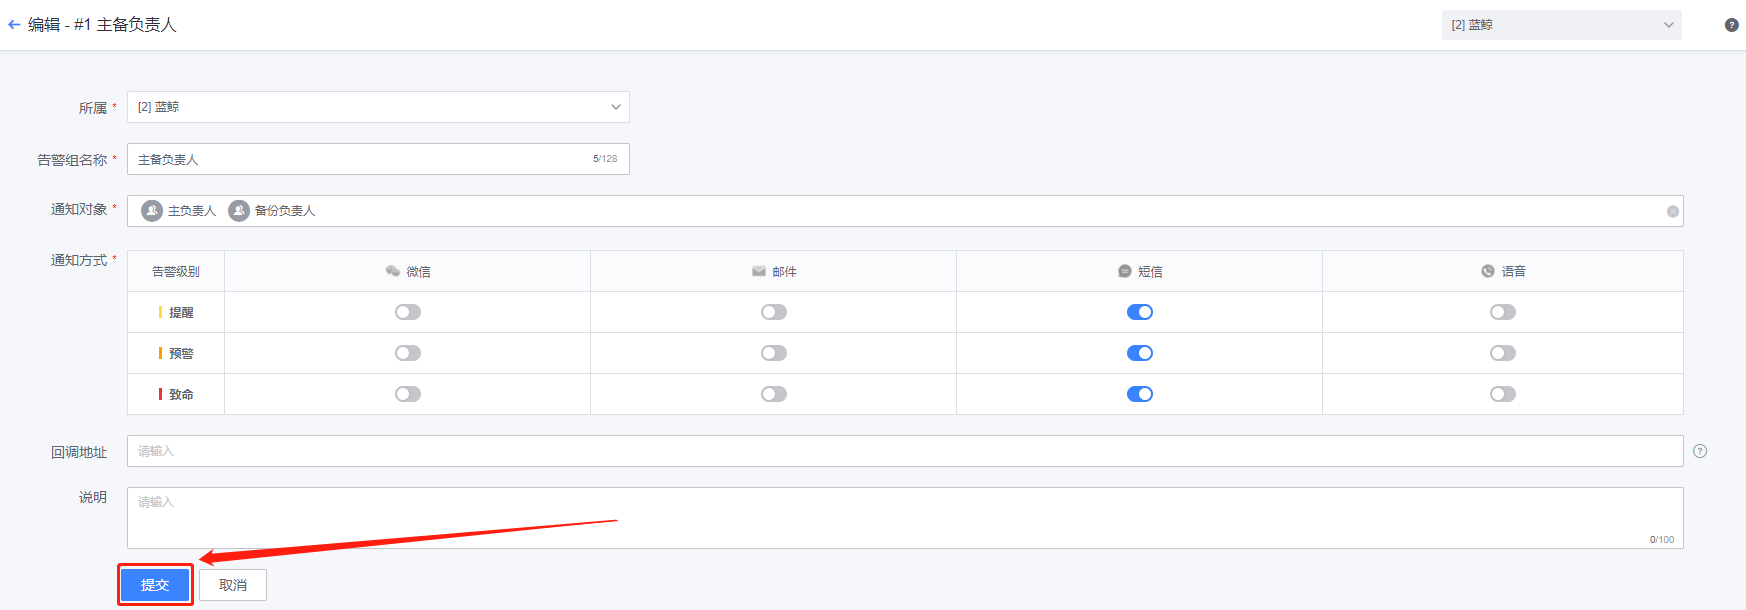 编辑 - #1 主备负责人
[2] 蓝鲸
所属 *
[2] 蓝鲸
告警组名称 *
主备负责人
5/128
通知对象 *
主负责人 备份负责人
通知方式 *
告警级别 微信 邮件 短信 语音
提醒
预警
致命
回调地址
请输入
说明
请输入
0/100
提交 取消